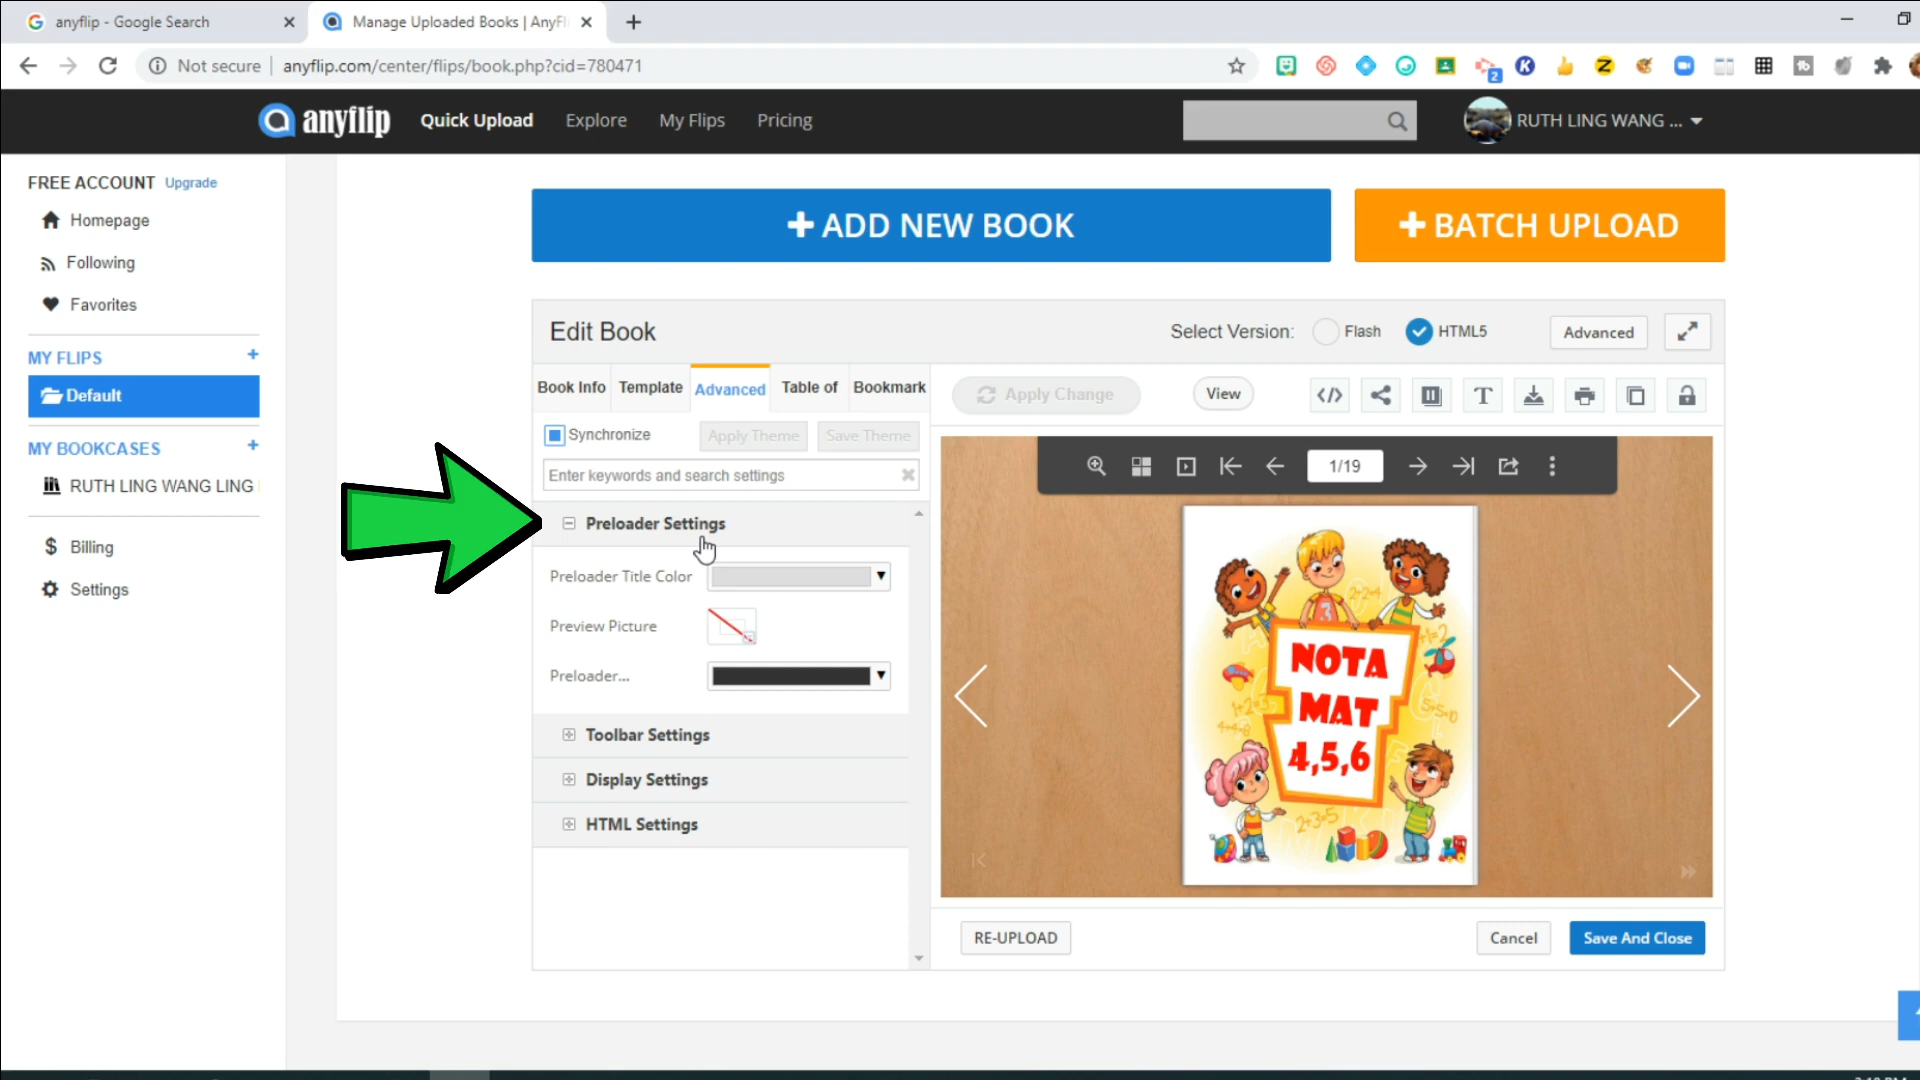 anyflip - Google Search
Manage Uploaded Books | AnyFl
Not secure | anyflip.com/center/flips/book.php?cid=780471
2
anyflip Quick Upload Explore My Flips Pricing RUTH LING WANG ...
FREE ACCOUNT Upgrade
Homepage
Following
Favorites
MY FLIPS +
Default
MY BOOKCASES +
RUTH LING WANG LING
Billing
Settings
+ ADD NEW BOOK
+ BATCH UPLOAD
Edit Book
Select Version: Flash HTML5 Advanced
Book Info Template Advanced Table of Bookmark
Apply Change View
Synchronize Apply Theme Save Theme
Enter keywords and search settings
Preloader Settings
Preloader Title Color
Preview Picture
Preloader...
Toolbar Settings
Display Settings
HTML Settings
1/19
NOTA
MAT
4,5,6
RE-UPLOAD Cancel Save And Close